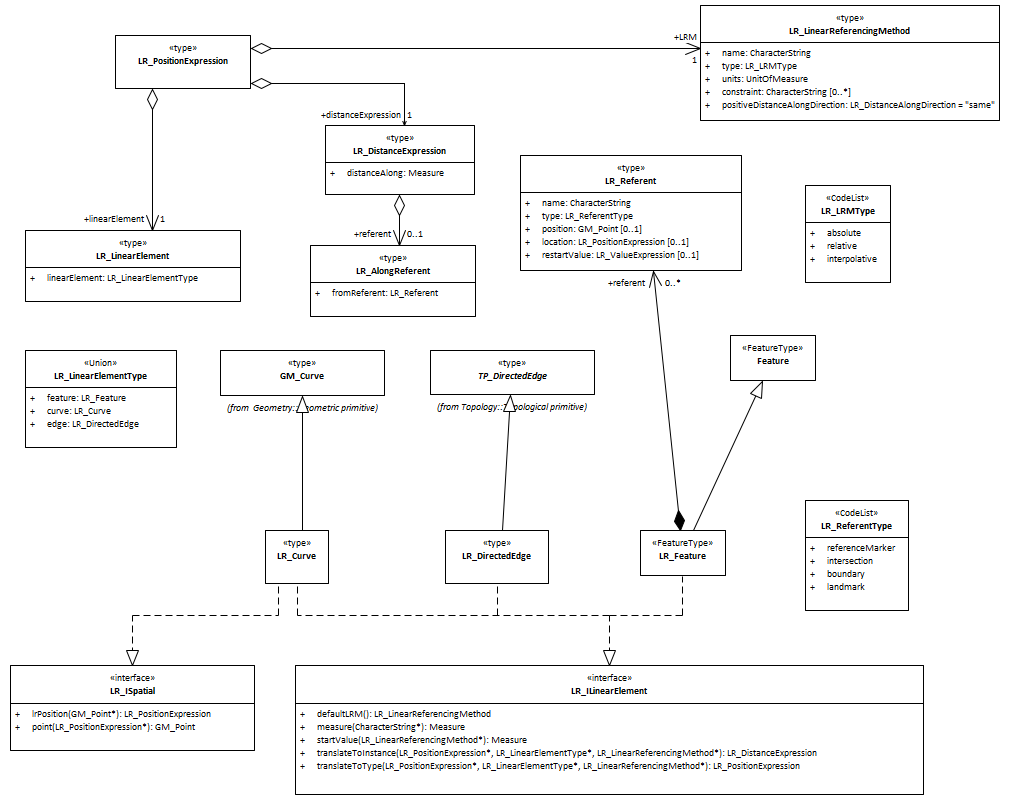 «type»
LR_PositionExpression
+LRM
1
«type»
LR_LinearReferencingMethod
+ name: CharacterString
+ type: LR_LRMType
+ units: UnitOfMeasure
+ constraint: CharacterString [0..*]
+ positiveDistanceAlongDirection: LR_DistanceAlongDirection = "same"
+distanceExpression 1
«type»
LR_DistanceExpression
+ distanceAlong: Measure
+linearElement 1
«type»
LR_LinearElement
+ linearElement: LR_LinearElementType
+referent 0..1
«type»
LR_AlongReferent
+ fromReferent: LR_Referent
«type»
LR_Referent
+ name: CharacterString
+ type: LR_ReferentType
+ position: GM_Point [0..1]
+ location: LR_PositionExpression [0..1]
+ restartValue: LR_ValueExpression [0..1]
+referent 0..*
«CodeList»
LR_LRMType
+ absolute
+ relative
+ interpolative
«Union»
LR_LinearElementType
+ feature: LR_Feature
+ curve: LR_Curve
+ edge: LR_DirectedEdge
«type»
GM_Curve
(from Geometry:: primitive)
«type»
TP_DirectedEdge
(from Topology:: primitive)
«FeatureType»
Feature
«type»
LR_Curve
«type»
LR_DirectedEdge
«FeatureType»
LR_Feature
«CodeList»
LR_ReferentType
+ referenceMarker
+ intersection
+ boundary
+ landmark
«interface»
LR_ISpatial
+ lrPosition(GM_Point*): LR_PositionExpression
+ point(LR_PositionExpression*): GM_Point
«interface»
LR_ILinearElement
+ defaultLRM(): LR_LinearReferencingMethod
+ measure(CharacterString*): Measure
+ startValue(LR_LinearReferencingMethod*): Measure
+ translateToInstance(LR_PositionExpression*, LR_LinearElementType*, LR_LinearReferencingMethod*): LR_DistanceExpression
+ translateToType(LR_PositionExpression*, LR_LinearElementType*, LR_LinearReferencingMethod*): LR_PositionExpression